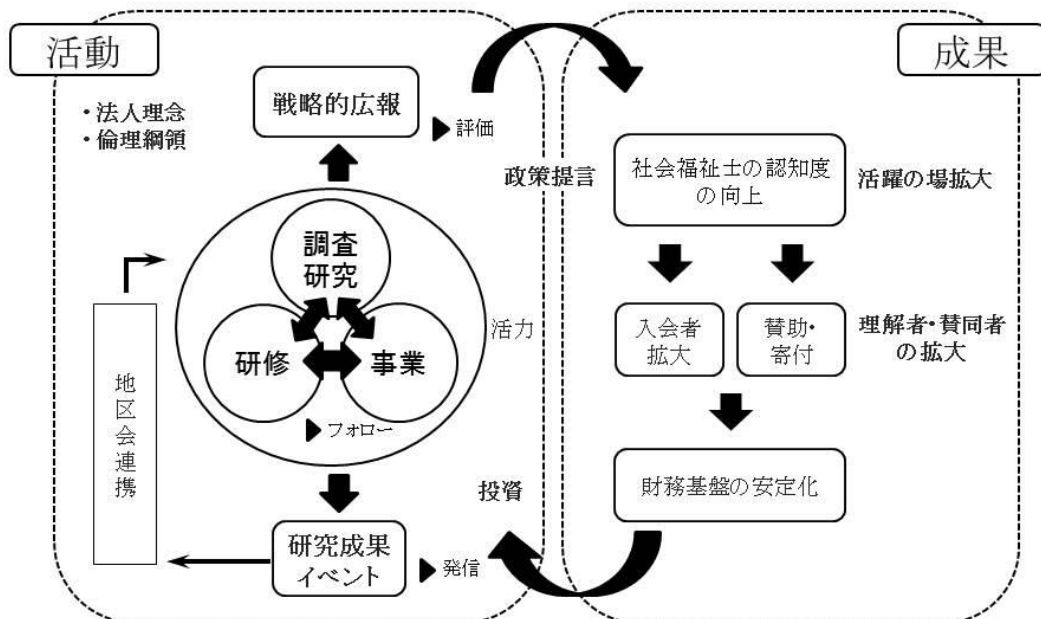 活動
・法人理念
・倫理綱領
戦略的広報
▶評価
調査
研究
研修
事業
活力
▶フォロー
地区会連携
研究成果
イベント
▶発信
政策提言
投資
成果
社会福祉士の認知度
の向上
活躍の場拡大
入会者
拡大
賛助・
寄付
理解者・賛同者
の拡大
財務基盤の安定化